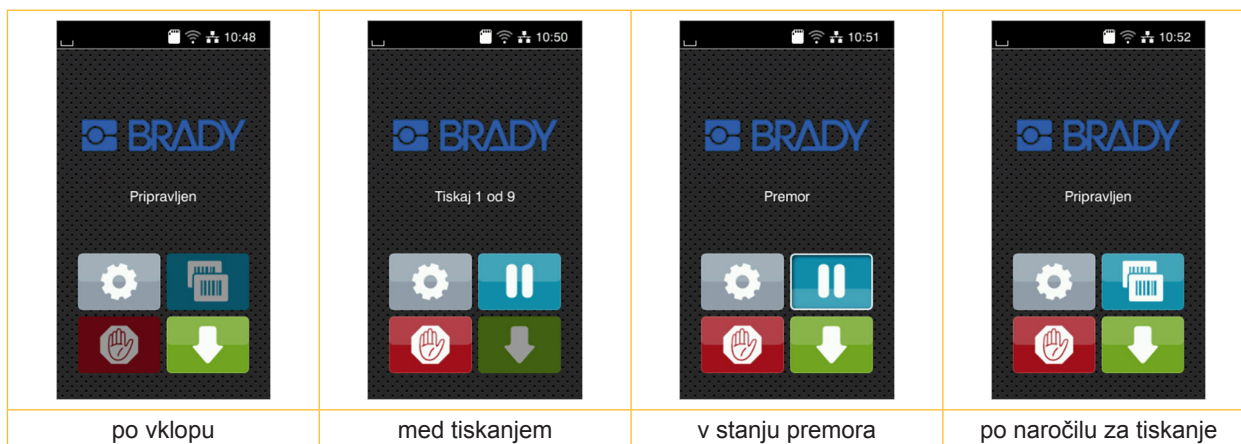 10:48
BRADY
Pripravljen
po vklopu
10:50
BRADY
Tiskaj 1 od 9
med tiskanjem
10:51
BRADY
Premor
v stanju premora
10:52
BRADY
Pripravljen
po naročilu za tiskanje